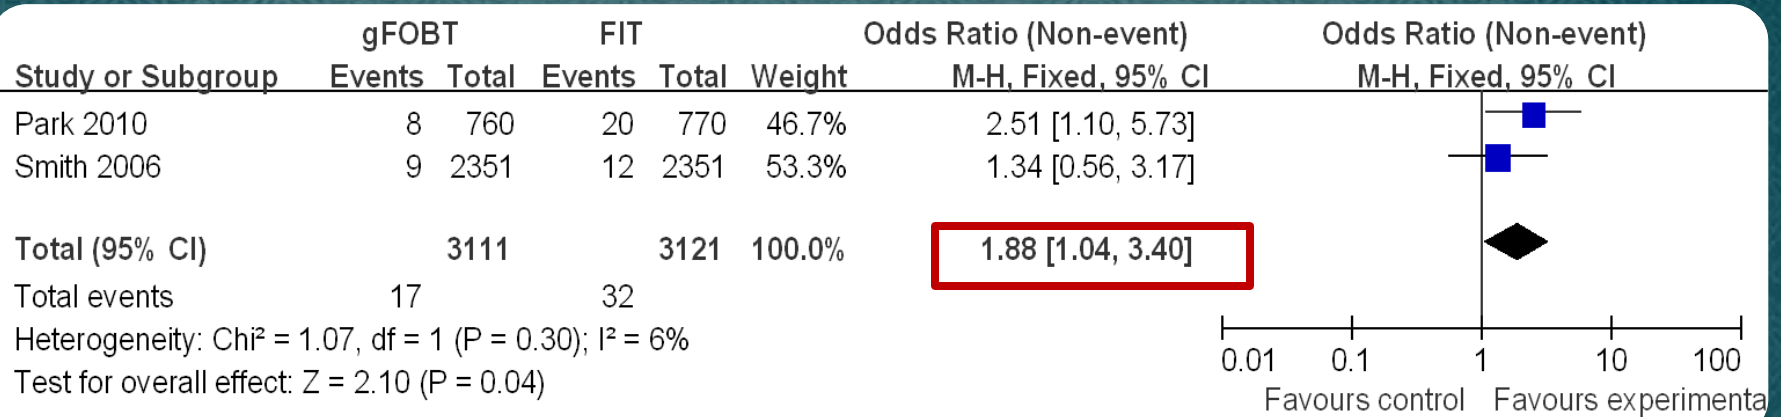 gFOBT FIT Odds Ratio (Non-event) Odds Ratio (Non-event)
Study or Subgroup Events Total Events Total Weight M-H, Fixed, 95% CI M-H, Fixed, 95% CI
Park 2010 8 760 20 770 46.7% 2.51 [1.10, 5.73]
Smith 2006 9 2351 12 2351 53.3% 1.34 [0.56, 3.17]
Total (95% CI) 3111 3121 100.0% 1.88 [1.04, 3.40]
Total events 17 32
Heterogeneity: Chi² = 1.07, df = 1 (P = 0.30); I² = 6%
Test for overall effect: Z = 2.10 (P = 0.04)
0.01 0.1 1 10 100
Favours control Favours experimenta